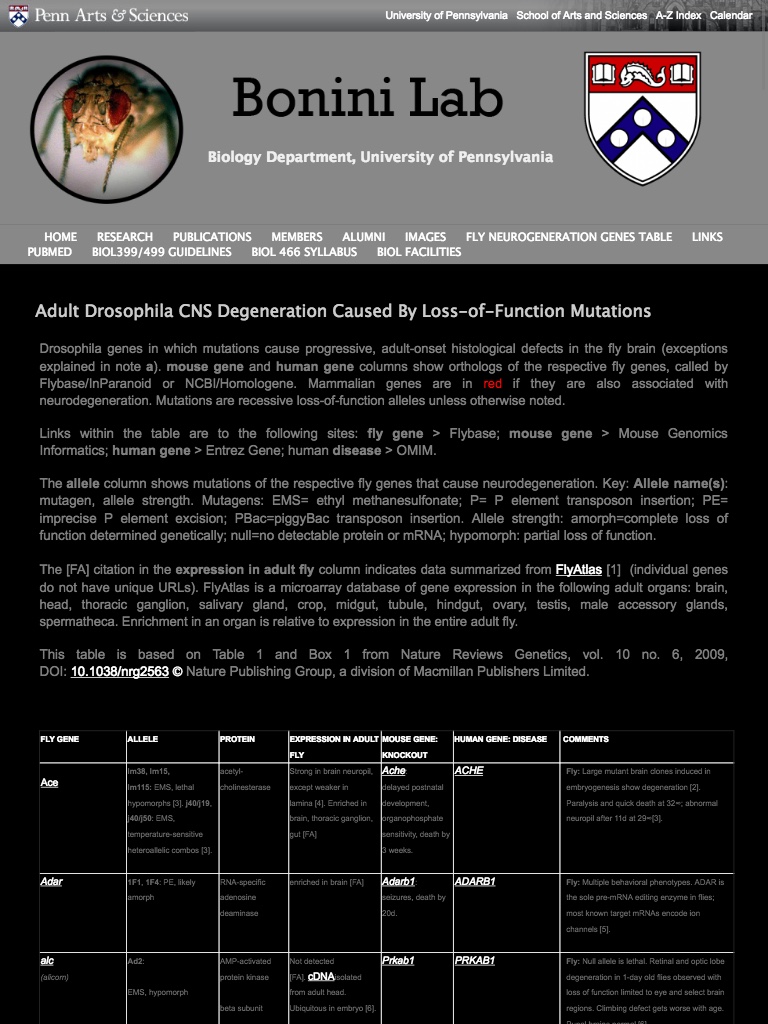 Penn Arts & Sciences
University of Pennsylvania School of Arts and Sciences A-Z Index Calendar
Bonini Lab
Biology Department, University of Pennsylvania
HOME RESEARCH PUBLICATIONS MEMBERS ALUMNI IMAGES FLY NEUROGENERATION GENES TABLE LINKS
PUBMED BIOL399/499 GUIDELINES BIOL 466 SYLLABUS BIOL FACILITIES
Adult Drosophila CNS Degeneration Caused By Loss-of-Function Mutations
Drosophila genes in which mutations cause progressive, adult-onset histological defects in the fly brain (exceptions
explained in note a). mouse gene and human gene columns show orthologs of the respective fly genes, called by
Flybase/InParanoid or NCBI/Homologene. Mammalian genes are in red if they are also associated with
neurodegeneration. Mutations are recessive loss-of-function alleles unless otherwise noted.
Links within the table are to the following sites: fly gene > Flybase; mouse gene > Mouse Genomics
Informatics; human gene > Entrez Gene; human disease > OMIM.
The allele column shows mutations of the respective fly genes that cause neurodegeneration. Key: Allele name(s):
mutagen, allele strength. Mutagens: EMS= ethyl methanesulfonate; P= P element transposon insertion; PE=
imprecise P element excision; PBac=piggyBac transposon insertion. Allele strength: amorph=complete loss of
function determined genetically; null=no detectable protein or mRNA; hypomorph: partial loss of function.
The [FA] citation in the expression in adult fly column indicates data summarized from FlyAtlas [1] (individual genes
do not have unique URLs). FlyAtlas is a microarray database of gene expression in the following adult organs: brain,
head, thoracic ganglion, salivary gland, crop, midgut, tubule, hindgut, ovary, testis, male accessory glands,
spermatheca. Enrichment in an organ is relative to expression in the entire adult fly.
This table is based on Table 1 and Box 1 from Nature Reviews Genetics, vol. 10 no. 6, 2009,
DOI: 10.1038/nrg2563 © Nature Publishing Group, a division of Macmillan Publishers Limited.
FLY GENE
ALLELE
PROTEIN
EXPRESSION IN ADULT
FLY
MOUSE GENE:
KNOCKOUT
HUMAN GENE: DISEASE
COMMENTS
Ace
lm38, lm15,
lm115: EMS, lethal
hypomorphs [3]. j40/j19,
j40/j50: EMS,
temperature-sensitive
heteroallelic combos [3].
acetyl-
cholinesterase
Strong in brain neuropil,
except weaker in
lamina [4]. Enriched in
brain, thoracic ganglion,
gut [FA]
Ache:
delayed postnatal
development,
organophosphate
sensitivity, death by
3 weeks.
ACHE
Fly: Large mutant brain clones induced in
embryogenesis show degeneration [2].
Paralysis and quick death at 32∞; abnormal
neuropil after 11d at 29∞[3].
Adar
1F1, 1F4: PE, likely
amorph
RNA-specific
adenosine
deaminase
enriched in brain [FA]
Adarb1:
seizures, death by
20d.
ADARB1
Fly: Multiple behavioral phenotypes. ADAR is
the sole pre-mRNA editing enzyme in flies;
most known target mRNAs encode ion
channels [5].
alc
(alicorn)
Ad2:
EMS, hypomorph
AMP-activated
protein kinase
beta subunit
Not detected
[FA]. cDNA isolated
from adult head.
Ubiquitous in embryo [6].
Prkab1
PRKAB1
Fly: Null allele is lethal. Retinal and optic lobe
degeneration in 1-day old flies observed with
loss of function limited to eye and select brain
regions. Climbing defect gets worse with age.